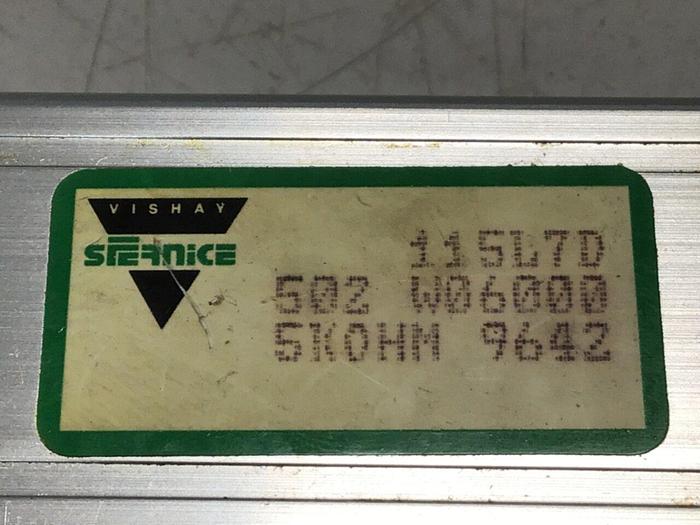 VISHAY
SFERNICE
115L7D
502 W06000
5KOHM 9642